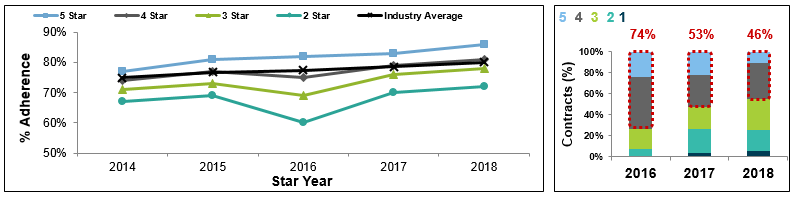 5 Star 4 Star 3 Star 2 Star Industry Average
90%
80%
70%
60%
50%
% Adherence
2014 2015 2016 2017 2018
Star Year
5 4 3 2 1
74% 53% 46%
100%
80%
60%
40%
20%
0%
Contracts (%)
2016 2017 2018